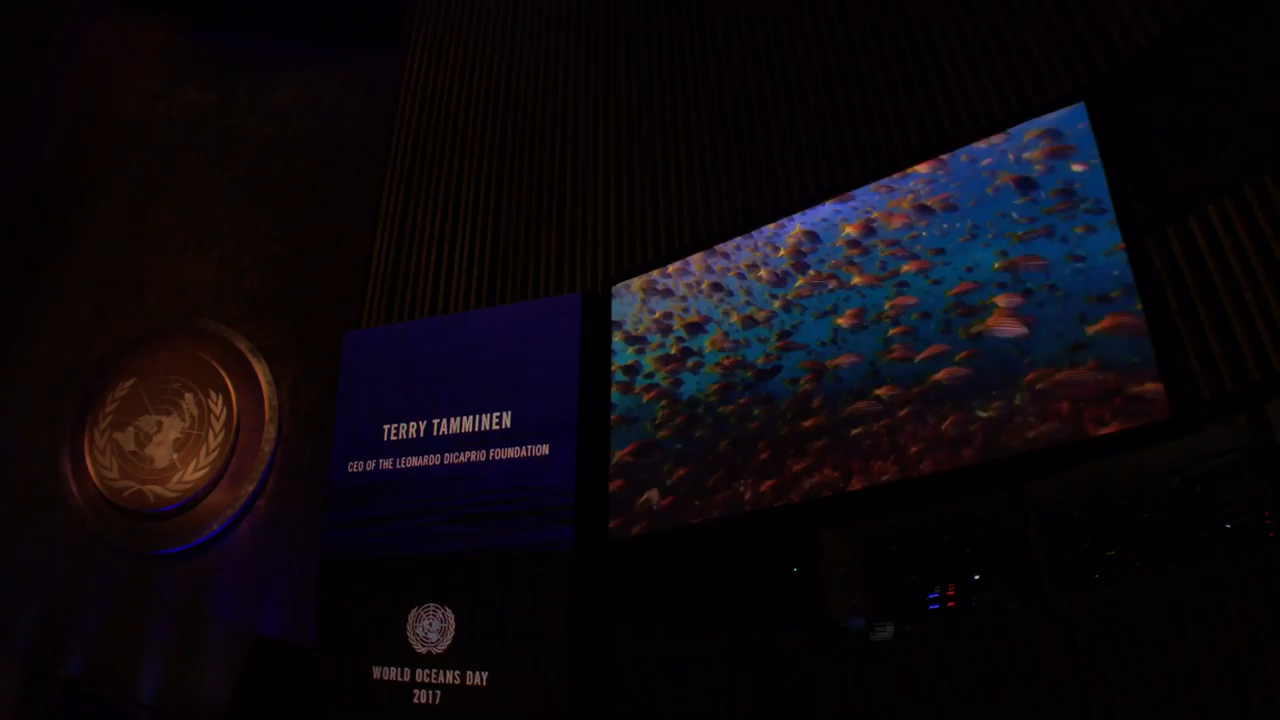 TERRY TAMMINEN
CEO OF THE LEONARDO DICAPRIO FOUNDATION
WORLD OCEANS DAY
2017